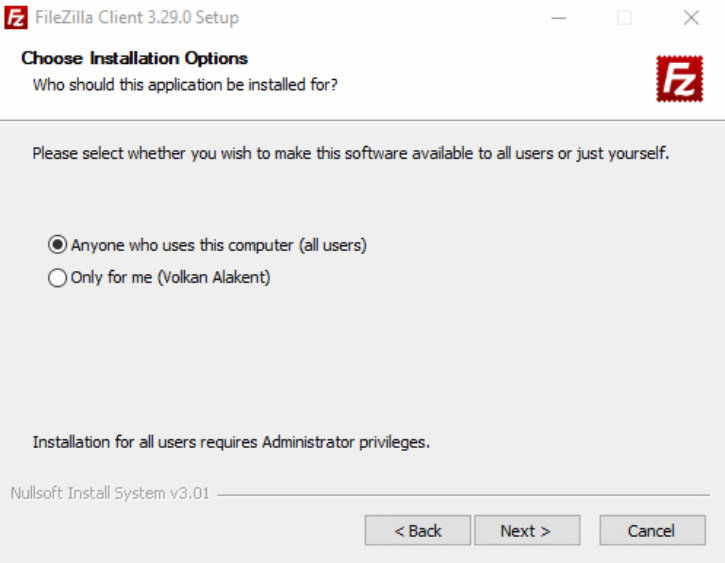 Fz FileZilla Client 3.29.0 Setup
Choose Installation Options
Who should this application be installed for?
Fz
Please select whether you wish to make this software available to all users or just yourself.
Anyone who uses this computer (all users)
Only for me (Volkan Alakent)
Installation for all users requires Administrator privileges.
Nullsoft Install System v3.01
< Back Next > Cancel